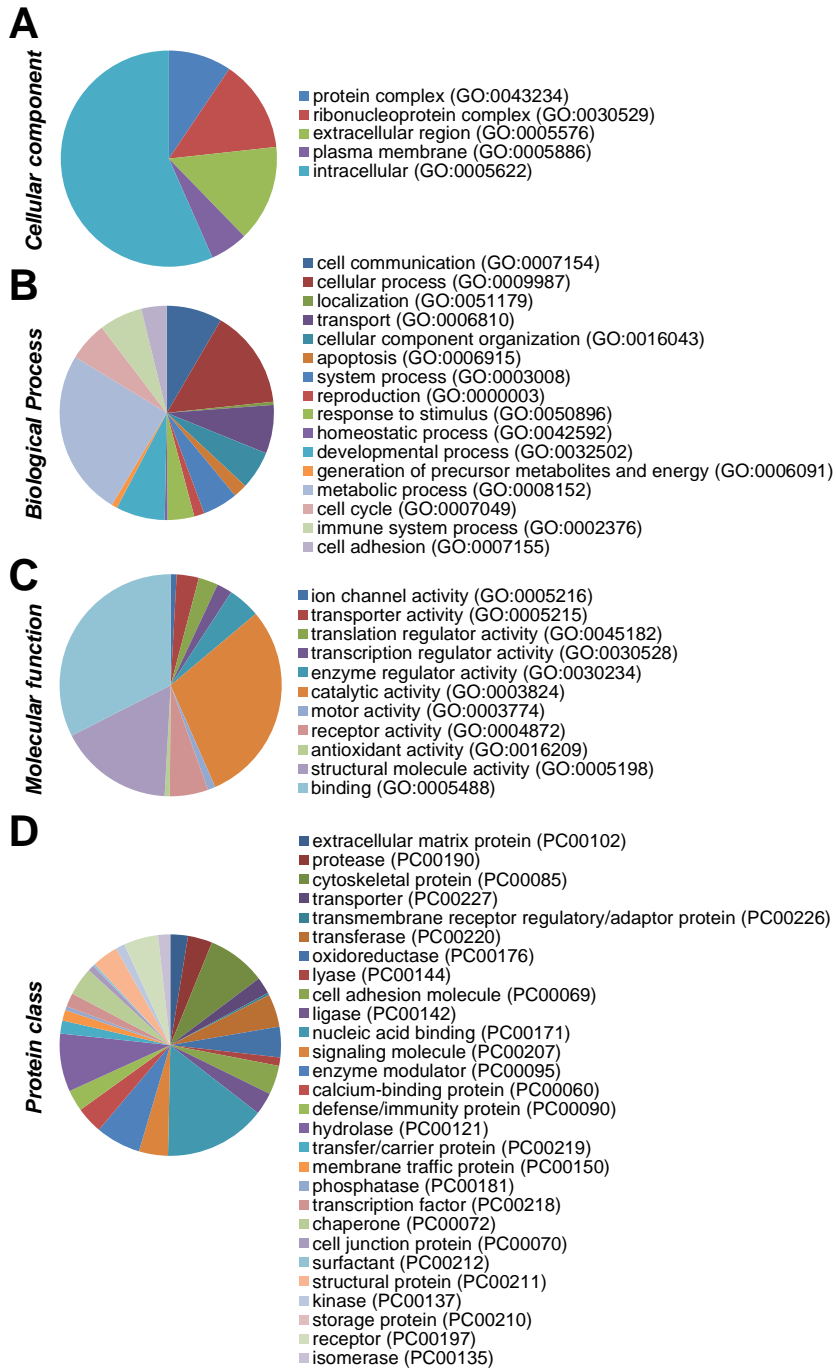 A
Cellular component
protein complex (GO:0043234)
ribonucleoprotein complex (GO:0030529)
extracellular region (GO:0005576)
plasma membrane (GO:0005886)
intracellular (GO:0005622)
B
Biological Process
cell communication (GO:0007154)
cellular process (GO:0009987)
localization (GO:0051179)
transport (GO:0006810)
cellular component organization (GO:0016043)
apoptosis (GO:0006915)
system process (GO:0003008)
reproduction (GO:0000003)
response to stimulus (GO:0050896)
homeostatic process (GO:0042592)
developmental process (GO:0032502)
generation of precursor metabolites and energy (GO:0006091)
metabolic process (GO:0008152)
cell cycle (GO:0007049)
immune system process (GO:0002376)
cell adhesion (GO:0007155)
C
Molecular function
ion channel activity (GO:0005216)
transporter activity (GO:0005215)
translation regulator activity (GO:0045182)
transcription regulator activity (GO:0030528)
enzyme regulator activity (GO:0030234)
catalytic activity (GO:0003824)
motor activity (GO:0003774)
receptor activity (GO:0004872)
antioxidant activity (GO:0016209)
structural molecule activity (GO:0005198)
binding (GO:0005488)
D
Protein class
extracellular matrix protein (PC00102)
protease (PC00190)
cytoskeletal protein (PC00085)
transporter (PC00227)
transmembrane receptor regulatory/adaptor protein (PC00226)
transferase (PC00220)
oxidoreductase (PC00176)
lyase (PC00144)
cell adhesion molecule (PC00069)
ligase (PC00142)
nucleic acid binding (PC00171)
signaling molecule (PC00207)
enzyme modulator (PC00095)
calcium-binding protein (PC00060)
defense/immunity protein (PC00090)
hydrolase (PC00121)
transfer/carrier protein (PC00219)
membrane traffic protein (PC00150)
phosphatase (PC00181)
transcription factor (PC00218)
chaperone (PC00072)
cell junction protein (PC00070)
surfactant (PC00212)
structural protein (PC00211)
kinase (PC00137)
storage protein (PC00210)
receptor (PC00197)
isomerase (PC00135)